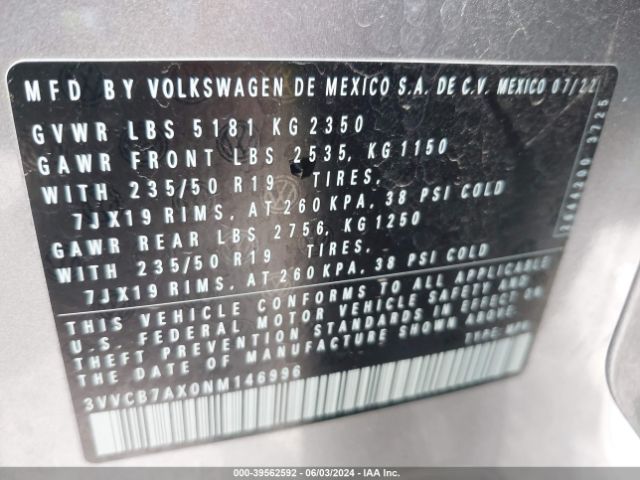 MFD BY VOLKSWAGEN DE MEXICO S.A. DE C.V. MEXICO 07/22
GVWR LBS 5181 KG 2350
GAWR FRONT LBS 2535, KG 1150
WITH 235/50 R19 TIRES,
7JX19 RIMS, AT 260 KPA, 38 PSI COLD
GAWR REAR LBS 2756, KG 1250
WITH 235/50 R19 TIRES,
7JX19 RIMS, AT 260 KPA, 38 PSI COLD
THIS VEHICLE CONFORMS TO ALL APPLICABLE
U.S. FEDERAL MOTOR VEHICLE SAFETY AND
THEFT PREVENTION STANDARDS IN EFFECT ON
THE DATE OF MANUFACTURE SHOWN ABOVE.
TYPE: MPV
3VVCB7AX0NM146996
3725
000-39562592 / 06/03/2024 - IAA Inc.